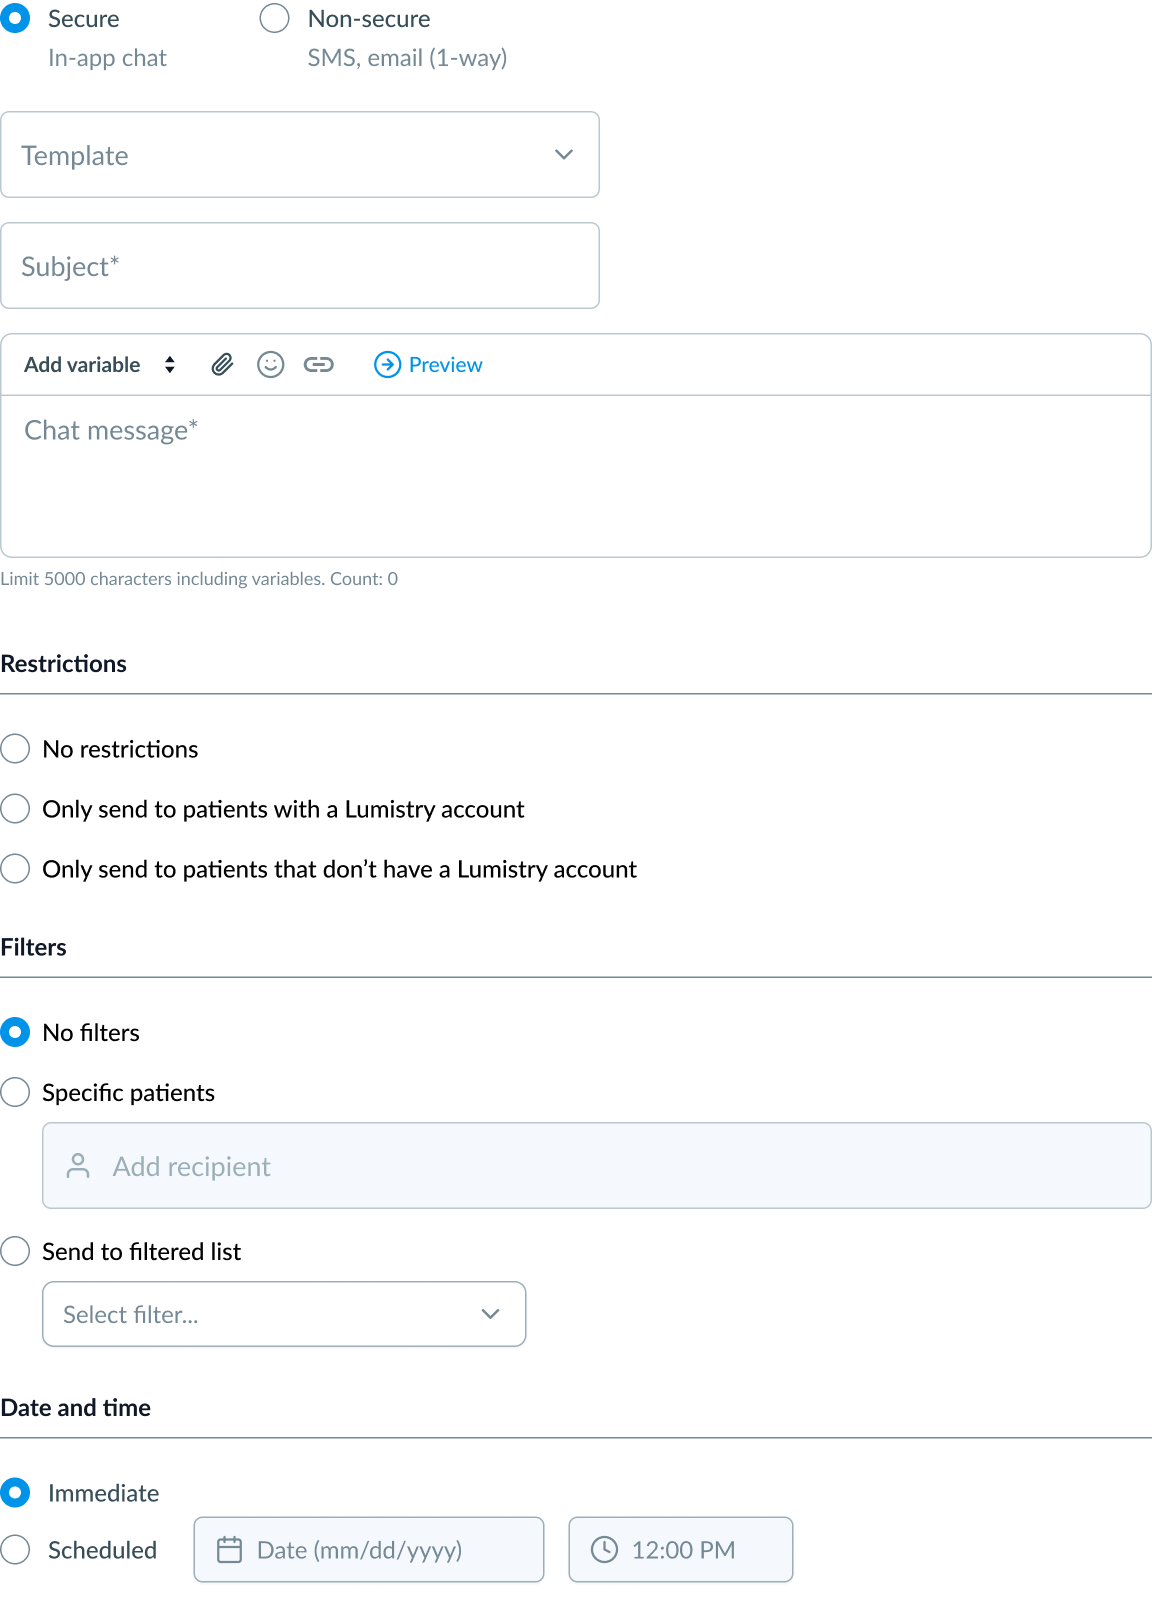 Secure
Non-secure
In-app chat
SMS, email (1-way)
Template
Subject*
Add variable
Preview
Chat message*
Limit 5000 characters including variables. Count: 0
Restrictions
No restrictions
Only send to patients with a Lumistry account
Only send to patients that don’t have a Lumistry account
Filters
No filters
Specific patients
Add recipient
Send to filtered list
Select filter...
Date and time
Immediate
Scheduled
Date (mm/dd/yyyy)
12:00 PM